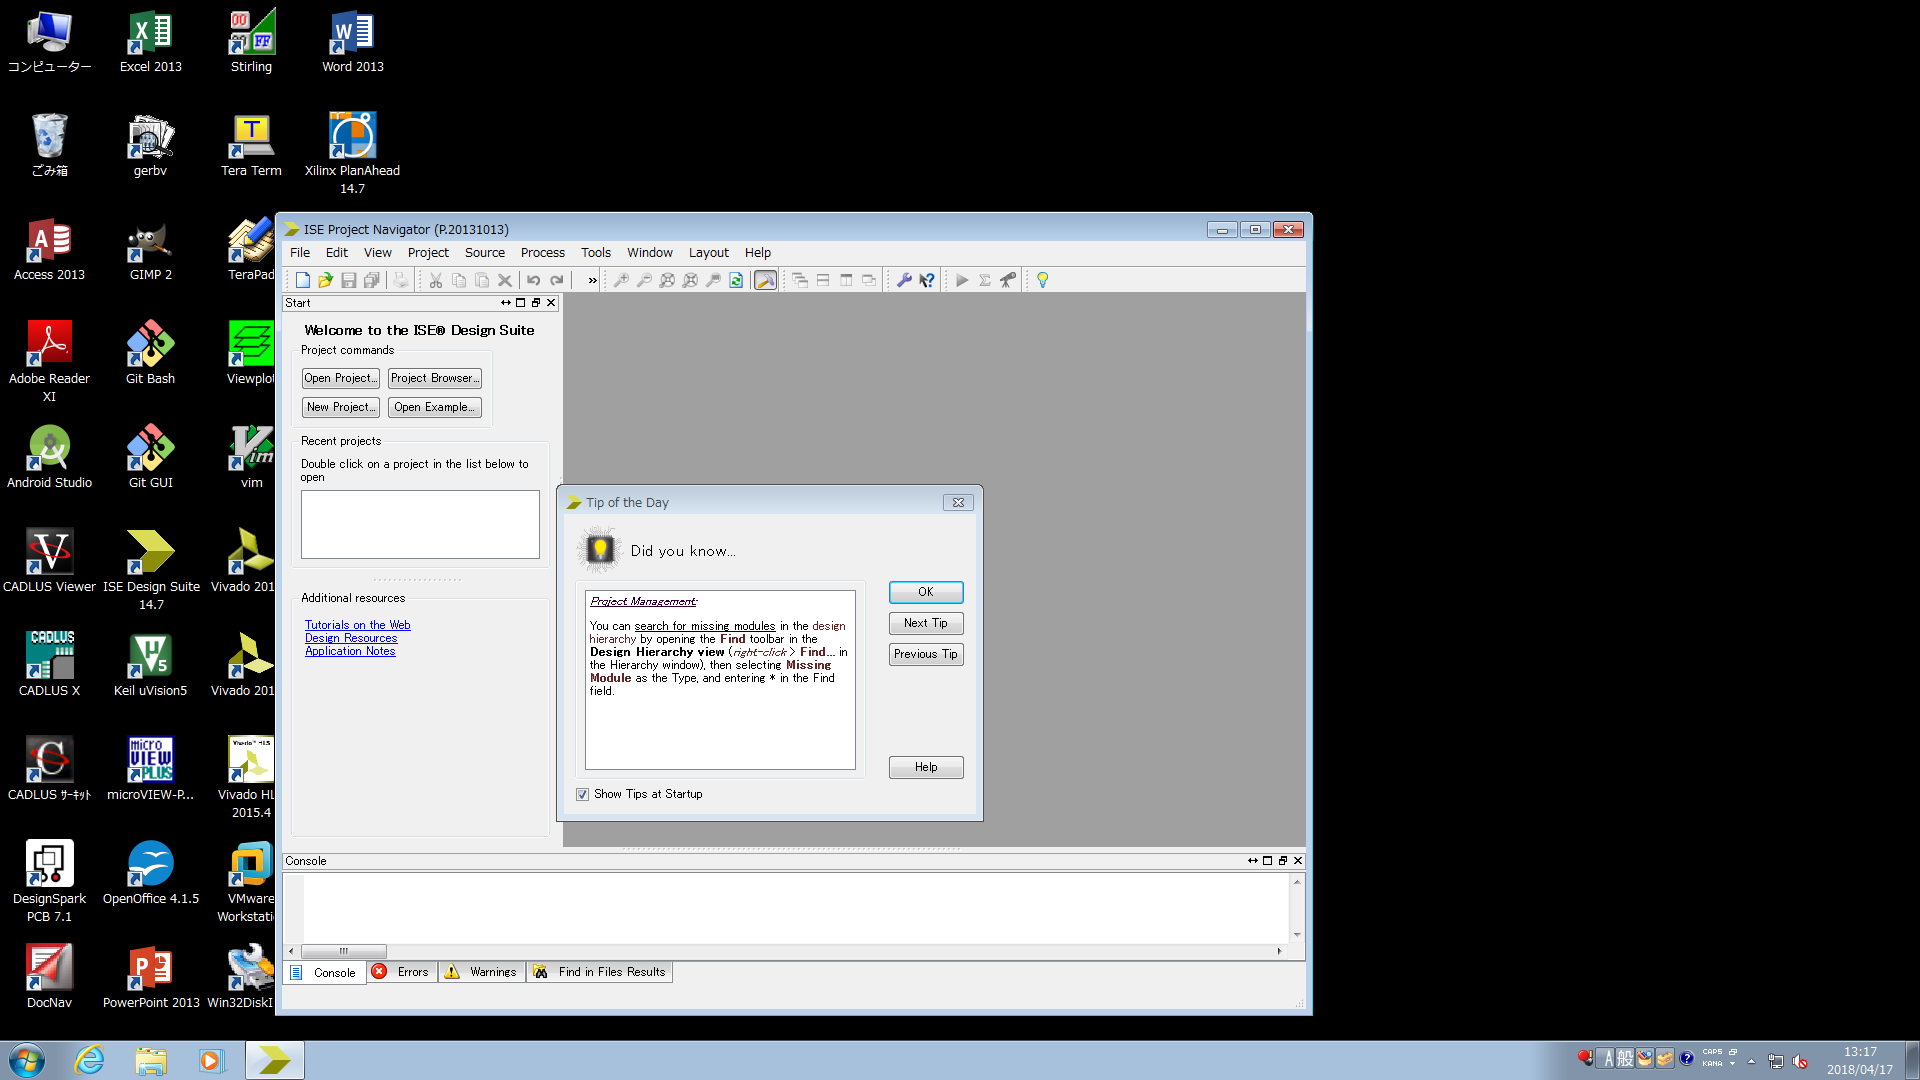 コンピューター
Excel 2013
Stirling
Word 2013
ごみ箱
gerbv
Tera Term
Xilinx PlanAhead
14.7
Access 2013
GIMP 2
TeraPad
Adobe Reader
XI
Git Bash
Viewplot
Android Studio
Git GUI
vim
CADLUS Viewer
ISE Design Suite
14.7
Vivado 201
CADLUS X
Keil uVision5
Vivado 201
CADLUS ｻｰｷｯﾄ
microVIEW-P...
Vivado HL
2015.4
DesignSpark
PCB 7.1
OpenOffice 4.1.5
VMware
Workstati
DocNav
PowerPoint 2013
Win32DiskI
ISE Project Navigator (P.20131013)
File Edit View Project Source Process Tools Window Layout Help
Start
Welcome to the ISE® Design Suite
Project commands
Open Project... Project Browser...
New Project... Open Example...
Recent projects
Double click on a project in the list below to
open
Additional resources
Tutorials on the Web
Design Resources
Application Notes
Tip of the Day
Did you know...
Project Management:
You can search for missing modules in the design
hierarchy by opening the Find toolbar in the
Design Hierarchy view (right-click > Find... in
the Hierarchy window), then selecting Missing
Module as the Type, and entering * in the Find
field.
OK
Next Tip
Previous Tip
Help
Show Tips at Startup
Console
Console Errors Warnings Find in Files Results
A 般
CAPS
KANA
13:17
2018/04/17